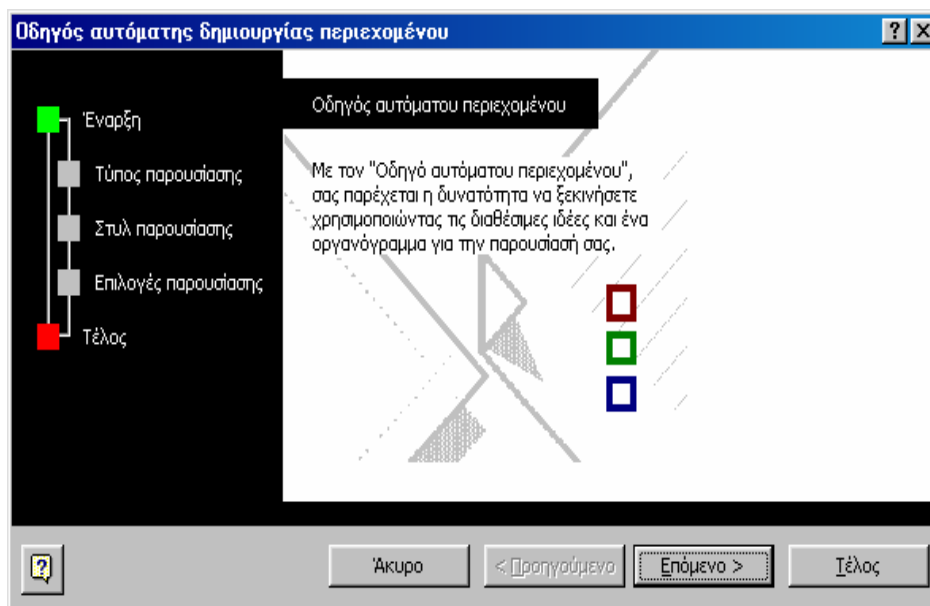 Οδηγός αυτόματης δημιουργίας περιεχομένου
Έναρξη
Τύπος παρουσίασης
Στυλ παρουσίασης
Επιλογές παρουσίασης
Τέλος
Οδηγός αυτόματου περιεχομένου
Με τον "Οδηγό αυτόματου περιεχομένου",
σας παρέχεται η δυνατότητα να ξεκινήσετε
χρησιμοποιώντας τις διαθέσιμες ιδέες και ένα
οργανόγραμμα για την παρουσίασή σας.
Άκυρο
< Προηγούμενο
Επόμενο >
Τέλος